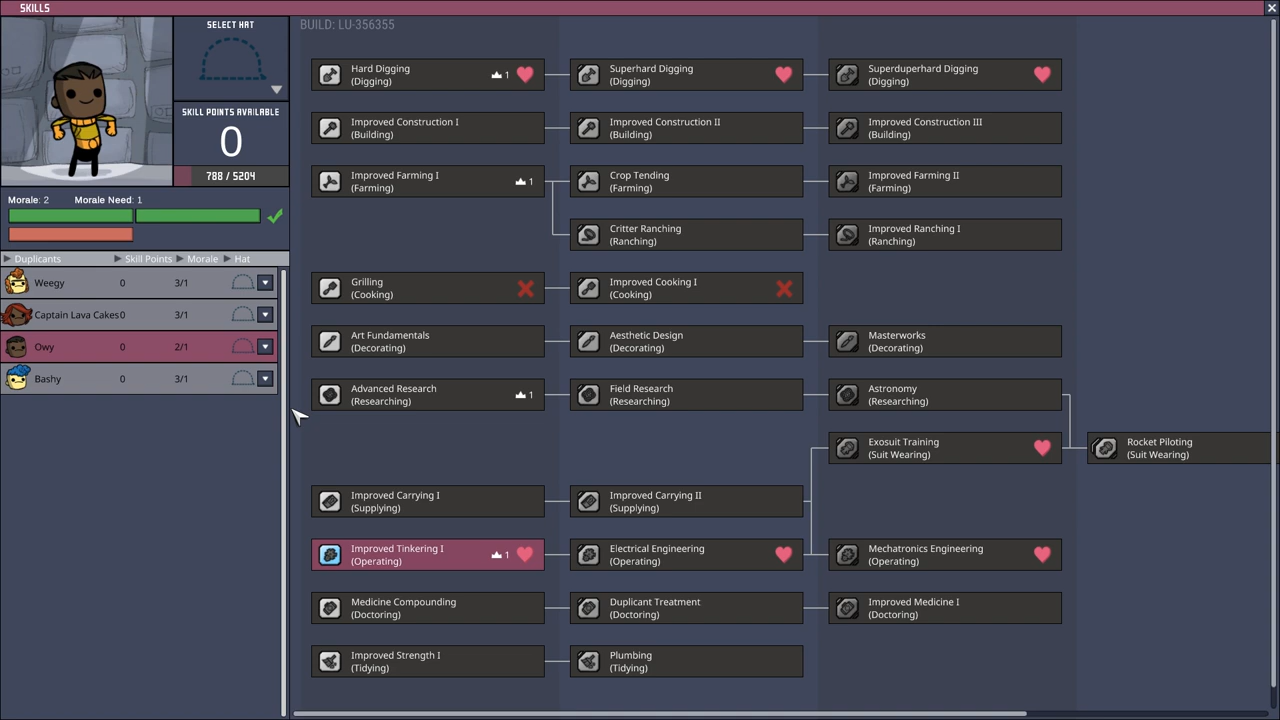 SKILLS
BUILD: LU-356355
SELECT HAT
SKILL POINTS AVAILABLE
0
788 / 5204
Morale: 2 Morale Need: 1
Duplicants Skill Points Morale Hat
Weegy 0 3/1
Captain Lava Cakes 0 3/1
Owy 0 2/1
Bashy 0 3/1
Hard Digging
(Digging)
1
Superhard Digging
(Digging)
Superduperhard Digging
(Digging)
Improved Construction I
(Building)
Improved Construction II
(Building)
Improved Construction III
(Building)
Improved Farming I
(Farming)
1
Crop Tending
(Farming)
Improved Farming II
(Farming)
Critter Ranching
(Ranching)
Improved Ranching I
(Ranching)
Grilling
(Cooking)
Improved Cooking I
(Cooking)
Art Fundamentals
(Decorating)
Aesthetic Design
(Decorating)
Masterworks
(Decorating)
Advanced Research
(Researching)
1
Field Research
(Researching)
Astronomy
(Researching)
Exosuit Training
(Suit Wearing)
Rocket Piloting
(Suit Wearing)
Improved Carrying I
(Supplying)
Improved Carrying II
(Supplying)
Improved Tinkering I
(Operating)
1
Electrical Engineering
(Operating)
Mechatronics Engineering
(Operating)
Medicine Compounding
(Doctoring)
Duplicant Treatment
(Doctoring)
Improved Medicine I
(Doctoring)
Improved Strength I
(Tidying)
Plumbing
(Tidying)